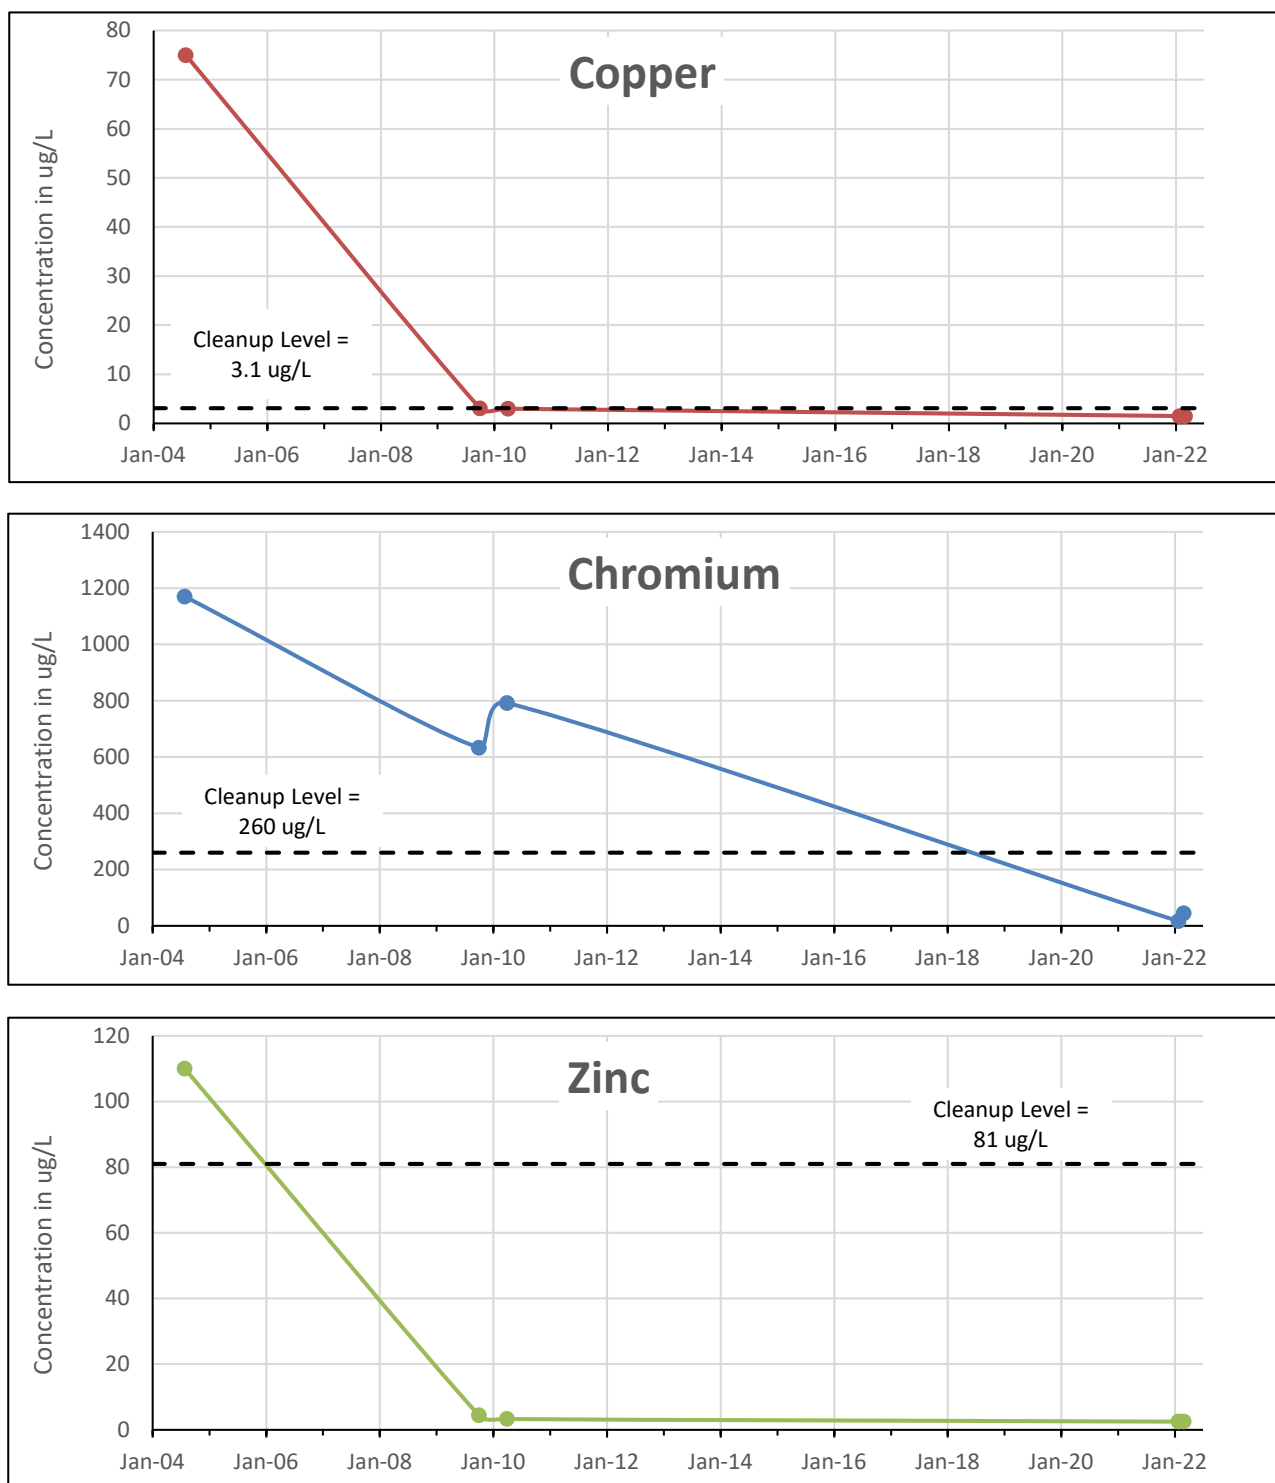 Copper
Concentration in ug/L
80
70
60
50
40
30
20
10
0
Cleanup Level =
3.1 ug/L
Jan-04 Jan-06 Jan-08 Jan-10 Jan-12 Jan-14 Jan-16 Jan-18 Jan-20 Jan-22
Chromium
Concentration in ug/L
1400
1200
1000
800
600
400
200
0
Cleanup Level =
260 ug/L
Jan-04 Jan-06 Jan-08 Jan-10 Jan-12 Jan-14 Jan-16 Jan-18 Jan-20 Jan-22
Zinc
Concentration in ug/L
120
100
80
60
40
20
0
Cleanup Level =
81 ug/L
Jan-04 Jan-06 Jan-08 Jan-10 Jan-12 Jan-14 Jan-16 Jan-18 Jan-20 Jan-22